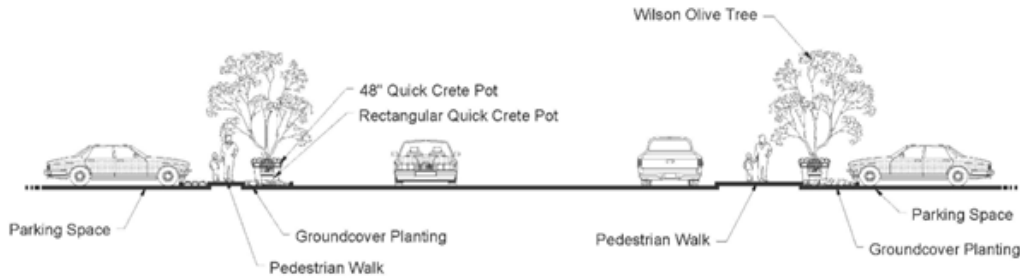 Wilson Olive Tree
48" Quick Crete Pot
Rectangular Quick Crete Pot
Parking Space
Groundcover Planting
Pedestrian Walk
Pedestrian Walk
Parking Space
Groundcover Planting